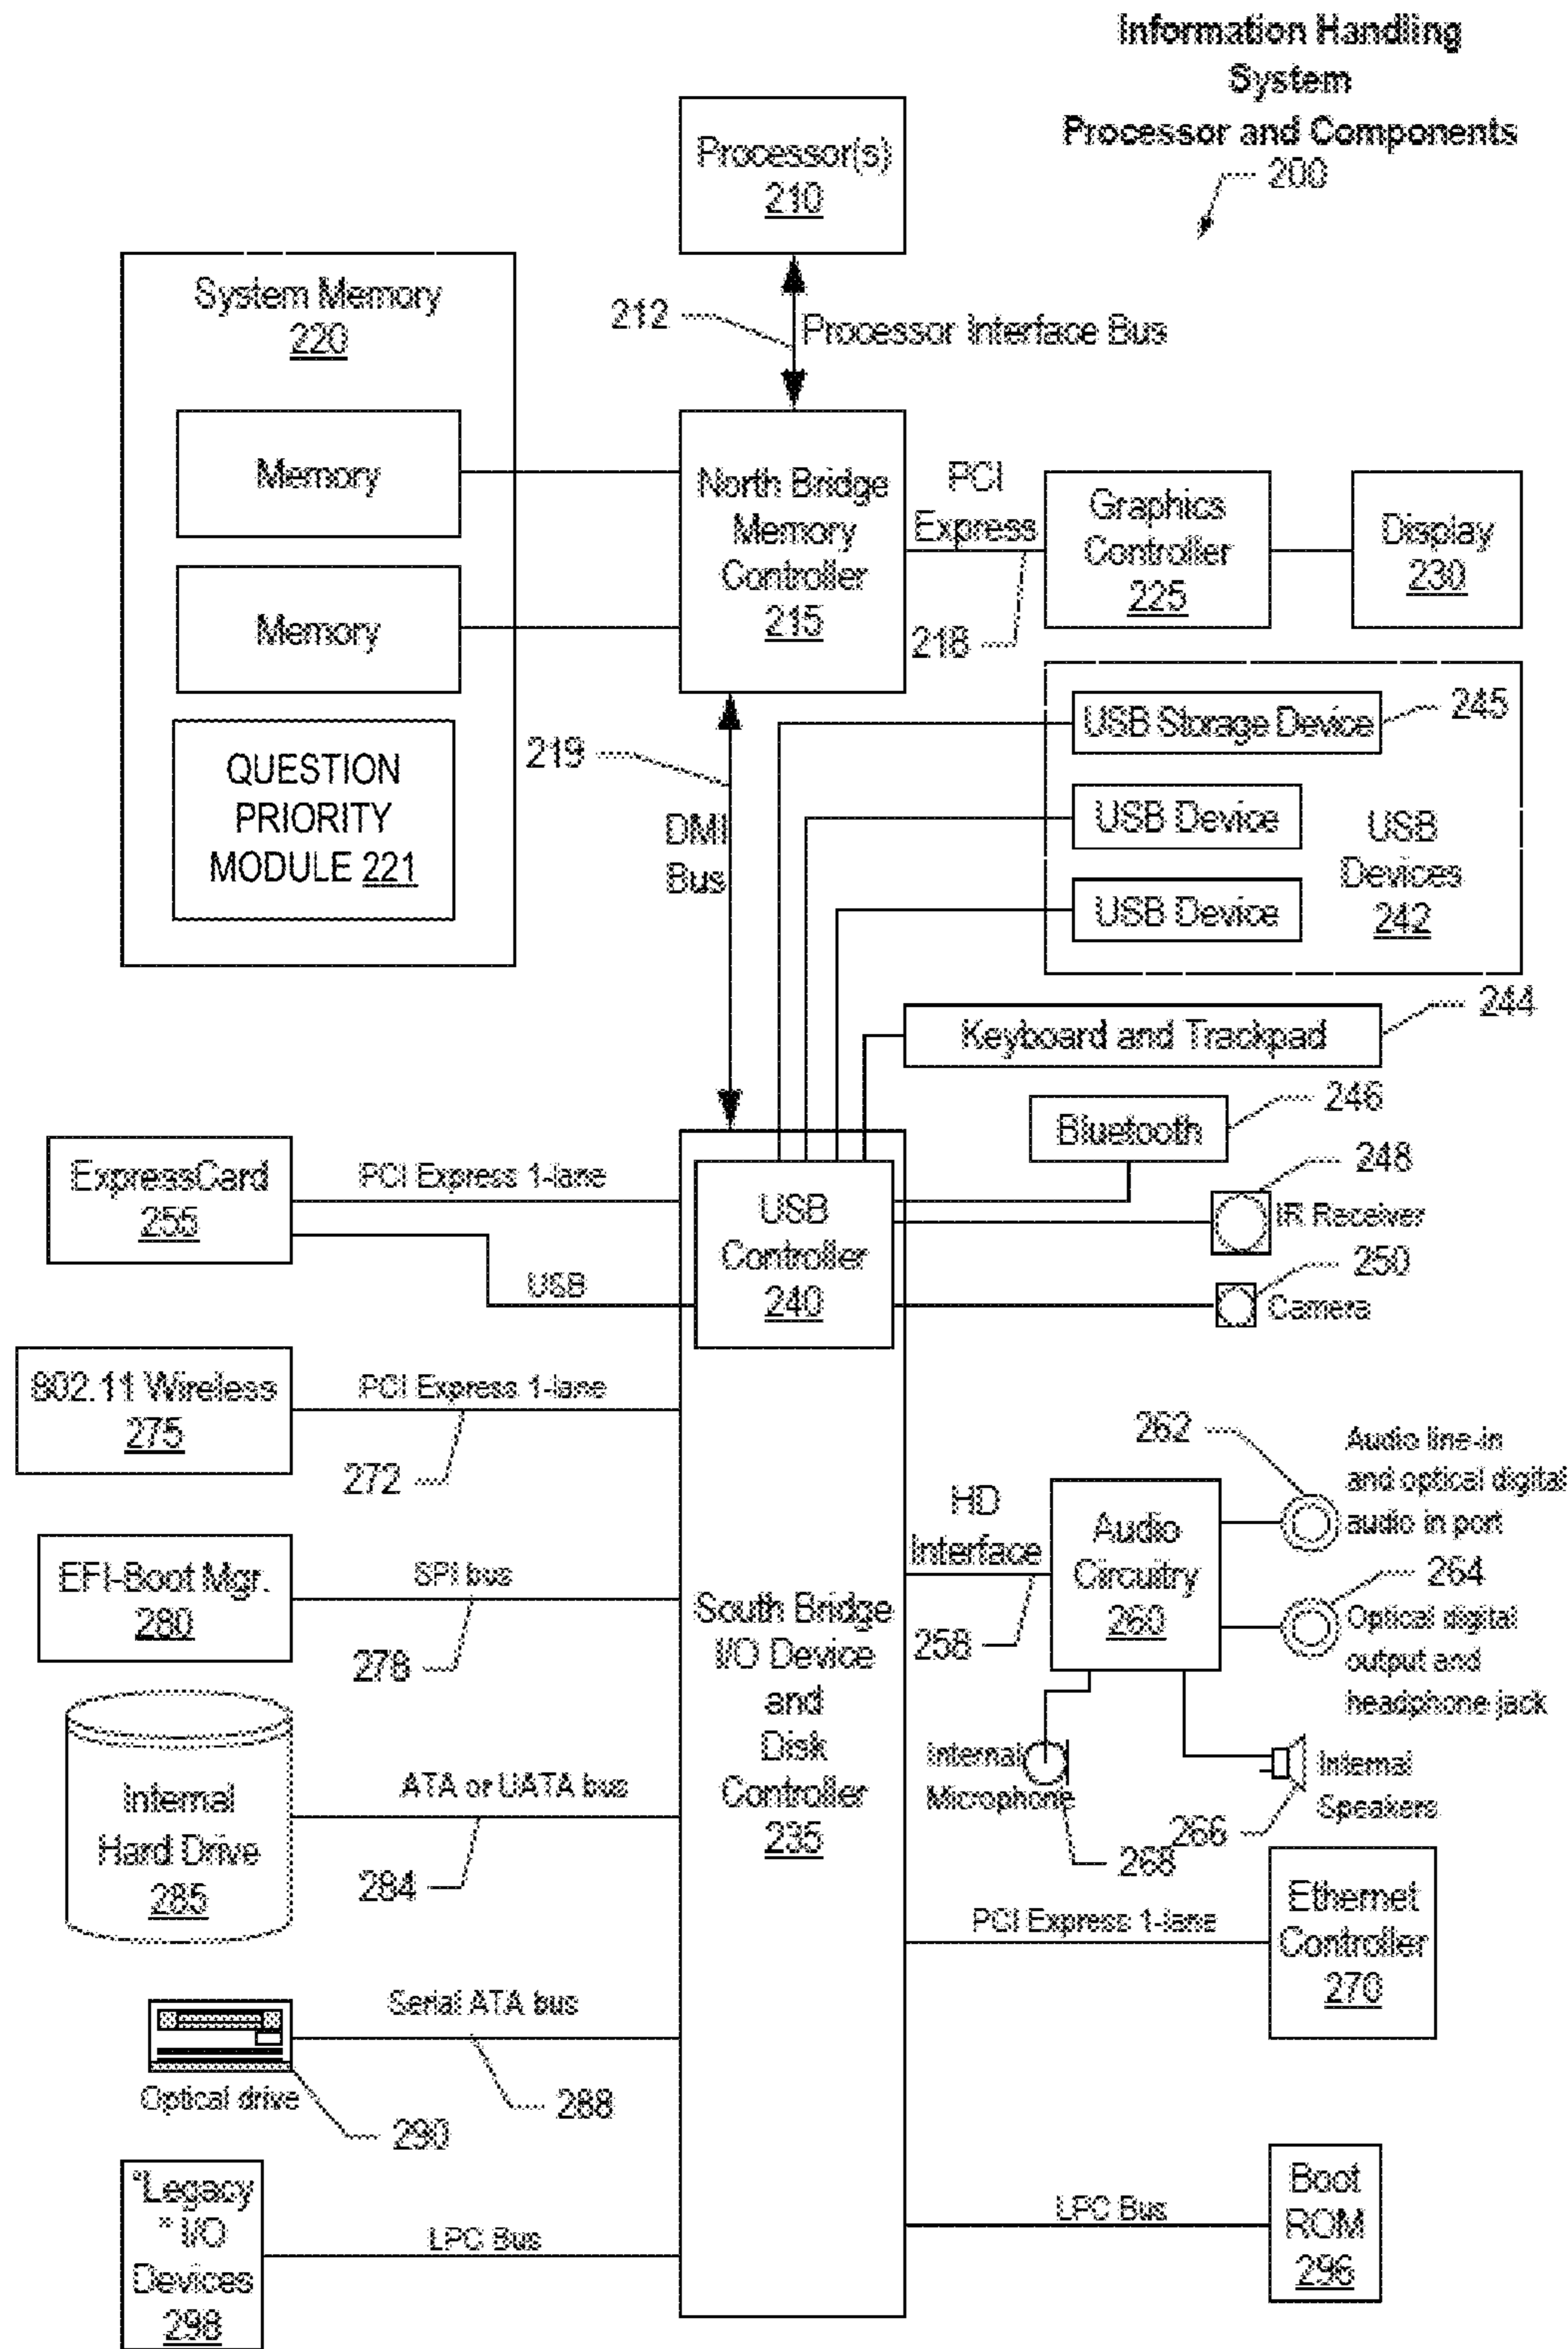 Information Handling
System
Processor and Components
200
Processor(s)
210
System Memory
220
212
Processor Interface Bus
Memory
Memory
QUESTION
PRIORITY
MODULE 221
North Bridge
Memory
Controller
215
PCI
Express
218
Graphics
Controller
225
Display
230
219
DMI
Bus
USB Storage Device
245
USB Device
USB Device
USB
Devices
242
Keyboard and Trackpad
244
Bluetooth
246
248
IR Receiver
250
Camera
ExpressCard
255
PCI Express 1-lane
USB
USB
Controller
240
802.11 Wireless
275
PCI Express 1-lane
272
EFI-Boot Mgr.
280
SPI bus
278
Internal
Hard Drive
285
ATA or UATA bus
284
Serial ATA bus
288
Optical drive
290
"Legacy
" I/O
Devices
298
LPC Bus
South Bridge
I/O Device
and
Disk
Controller
235
HD
Interface
258
Audio
Circuitry
260
262
Audio line-in
and optical digital
audio in port
264
Optical digital
output and
headphone jack
Internal
Microphone
268
266
Internal
Speakers
PCI Express 1-lane
Ethernet
Controller
270
LPC Bus
Boot
ROM
296